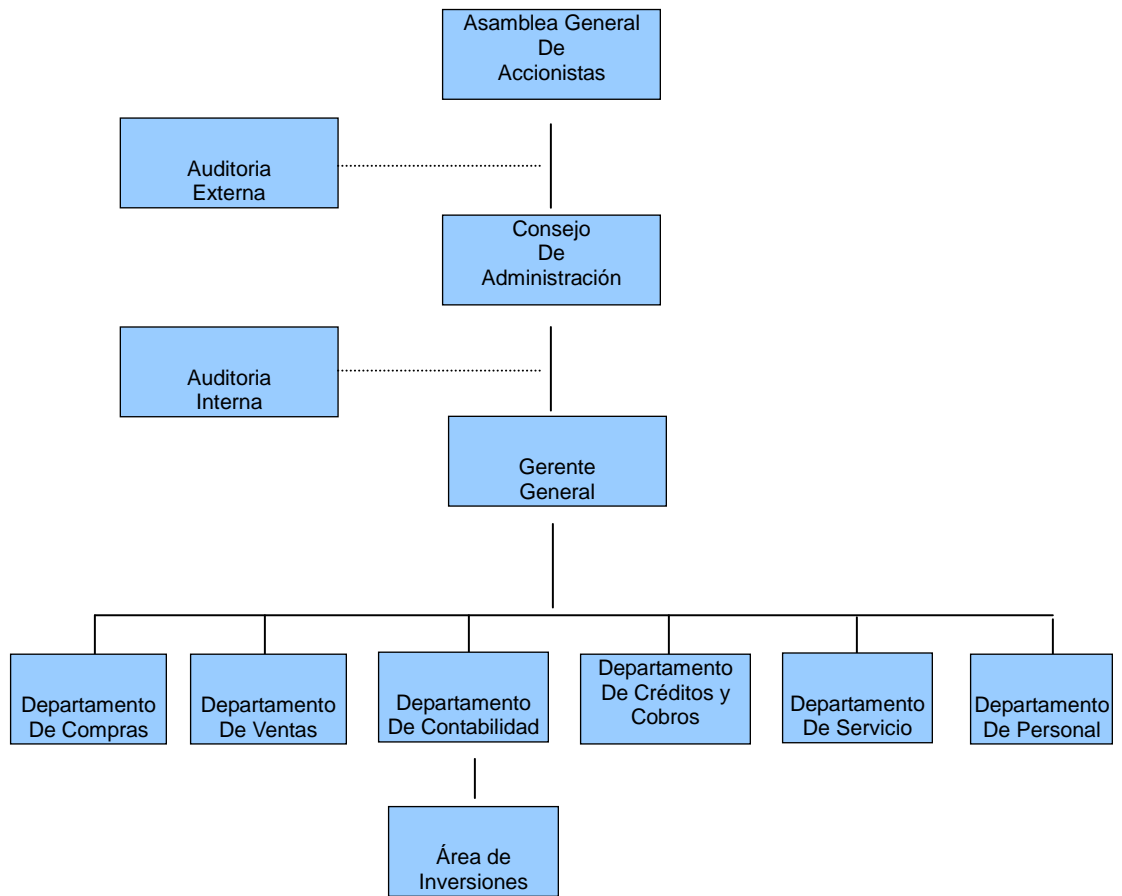 Asamblea General
De
Accionistas
Auditoria
Externa
Consejo
De
Administración
Auditoria
Interna
Gerente
General
Departamento
De Compras
Departamento
De Ventas
Departamento
De Contabilidad
Departamento
De Créditos y
Cobros
Departamento
De Servicio
Departamento
De Personal
Área de
Inversiones